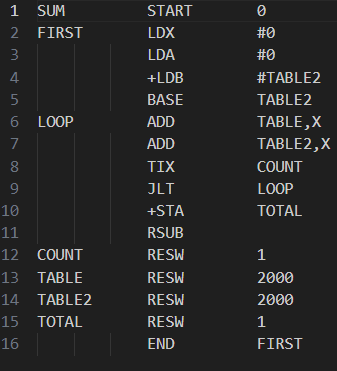 1 SUM START 0
2 FIRST LDX #0
3 LDA #0
4 +LDB #TABLE2
5 BASE TABLE2
6 LOOP ADD TABLE,X
7 ADD TABLE2,X
8 TIX COUNT
9 JLT LOOP
10 +STA TOTAL
11 RSUB
12 COUNT RESW 1
13 TABLE RESW 2000
14 TABLE2 RESW 2000
15 TOTAL RESW 1
16 END FIRST